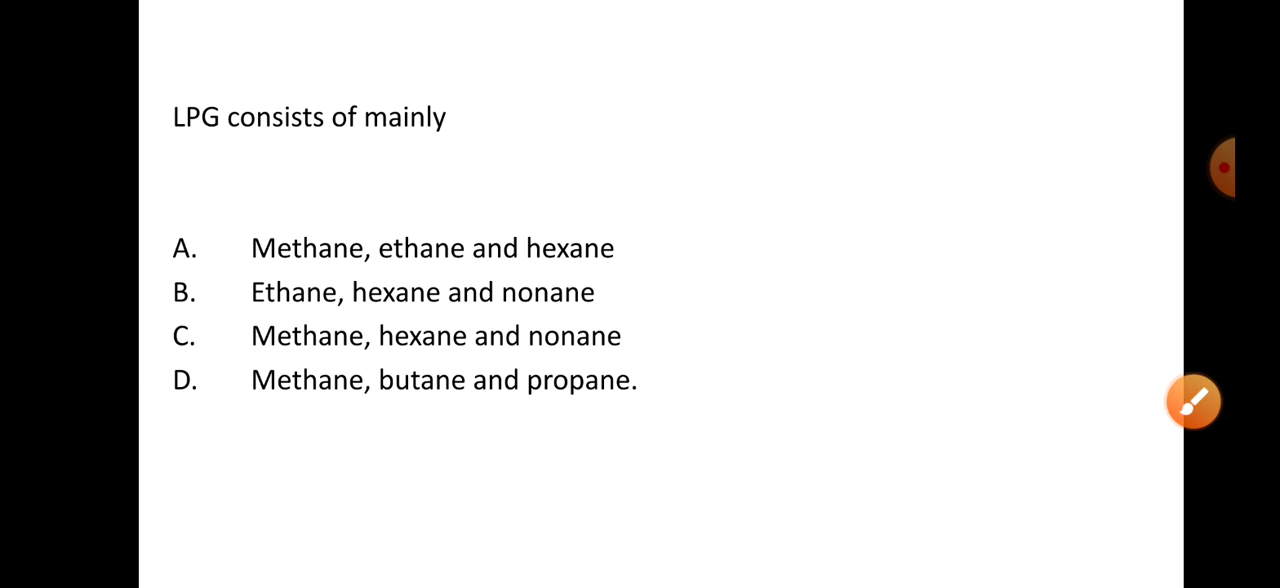 LPG consists of mainly
A. Methane, ethane and hexane
B. Ethane, hexane and nonane
C. Methane, hexane and nonane
D. Methane, butane and propane.